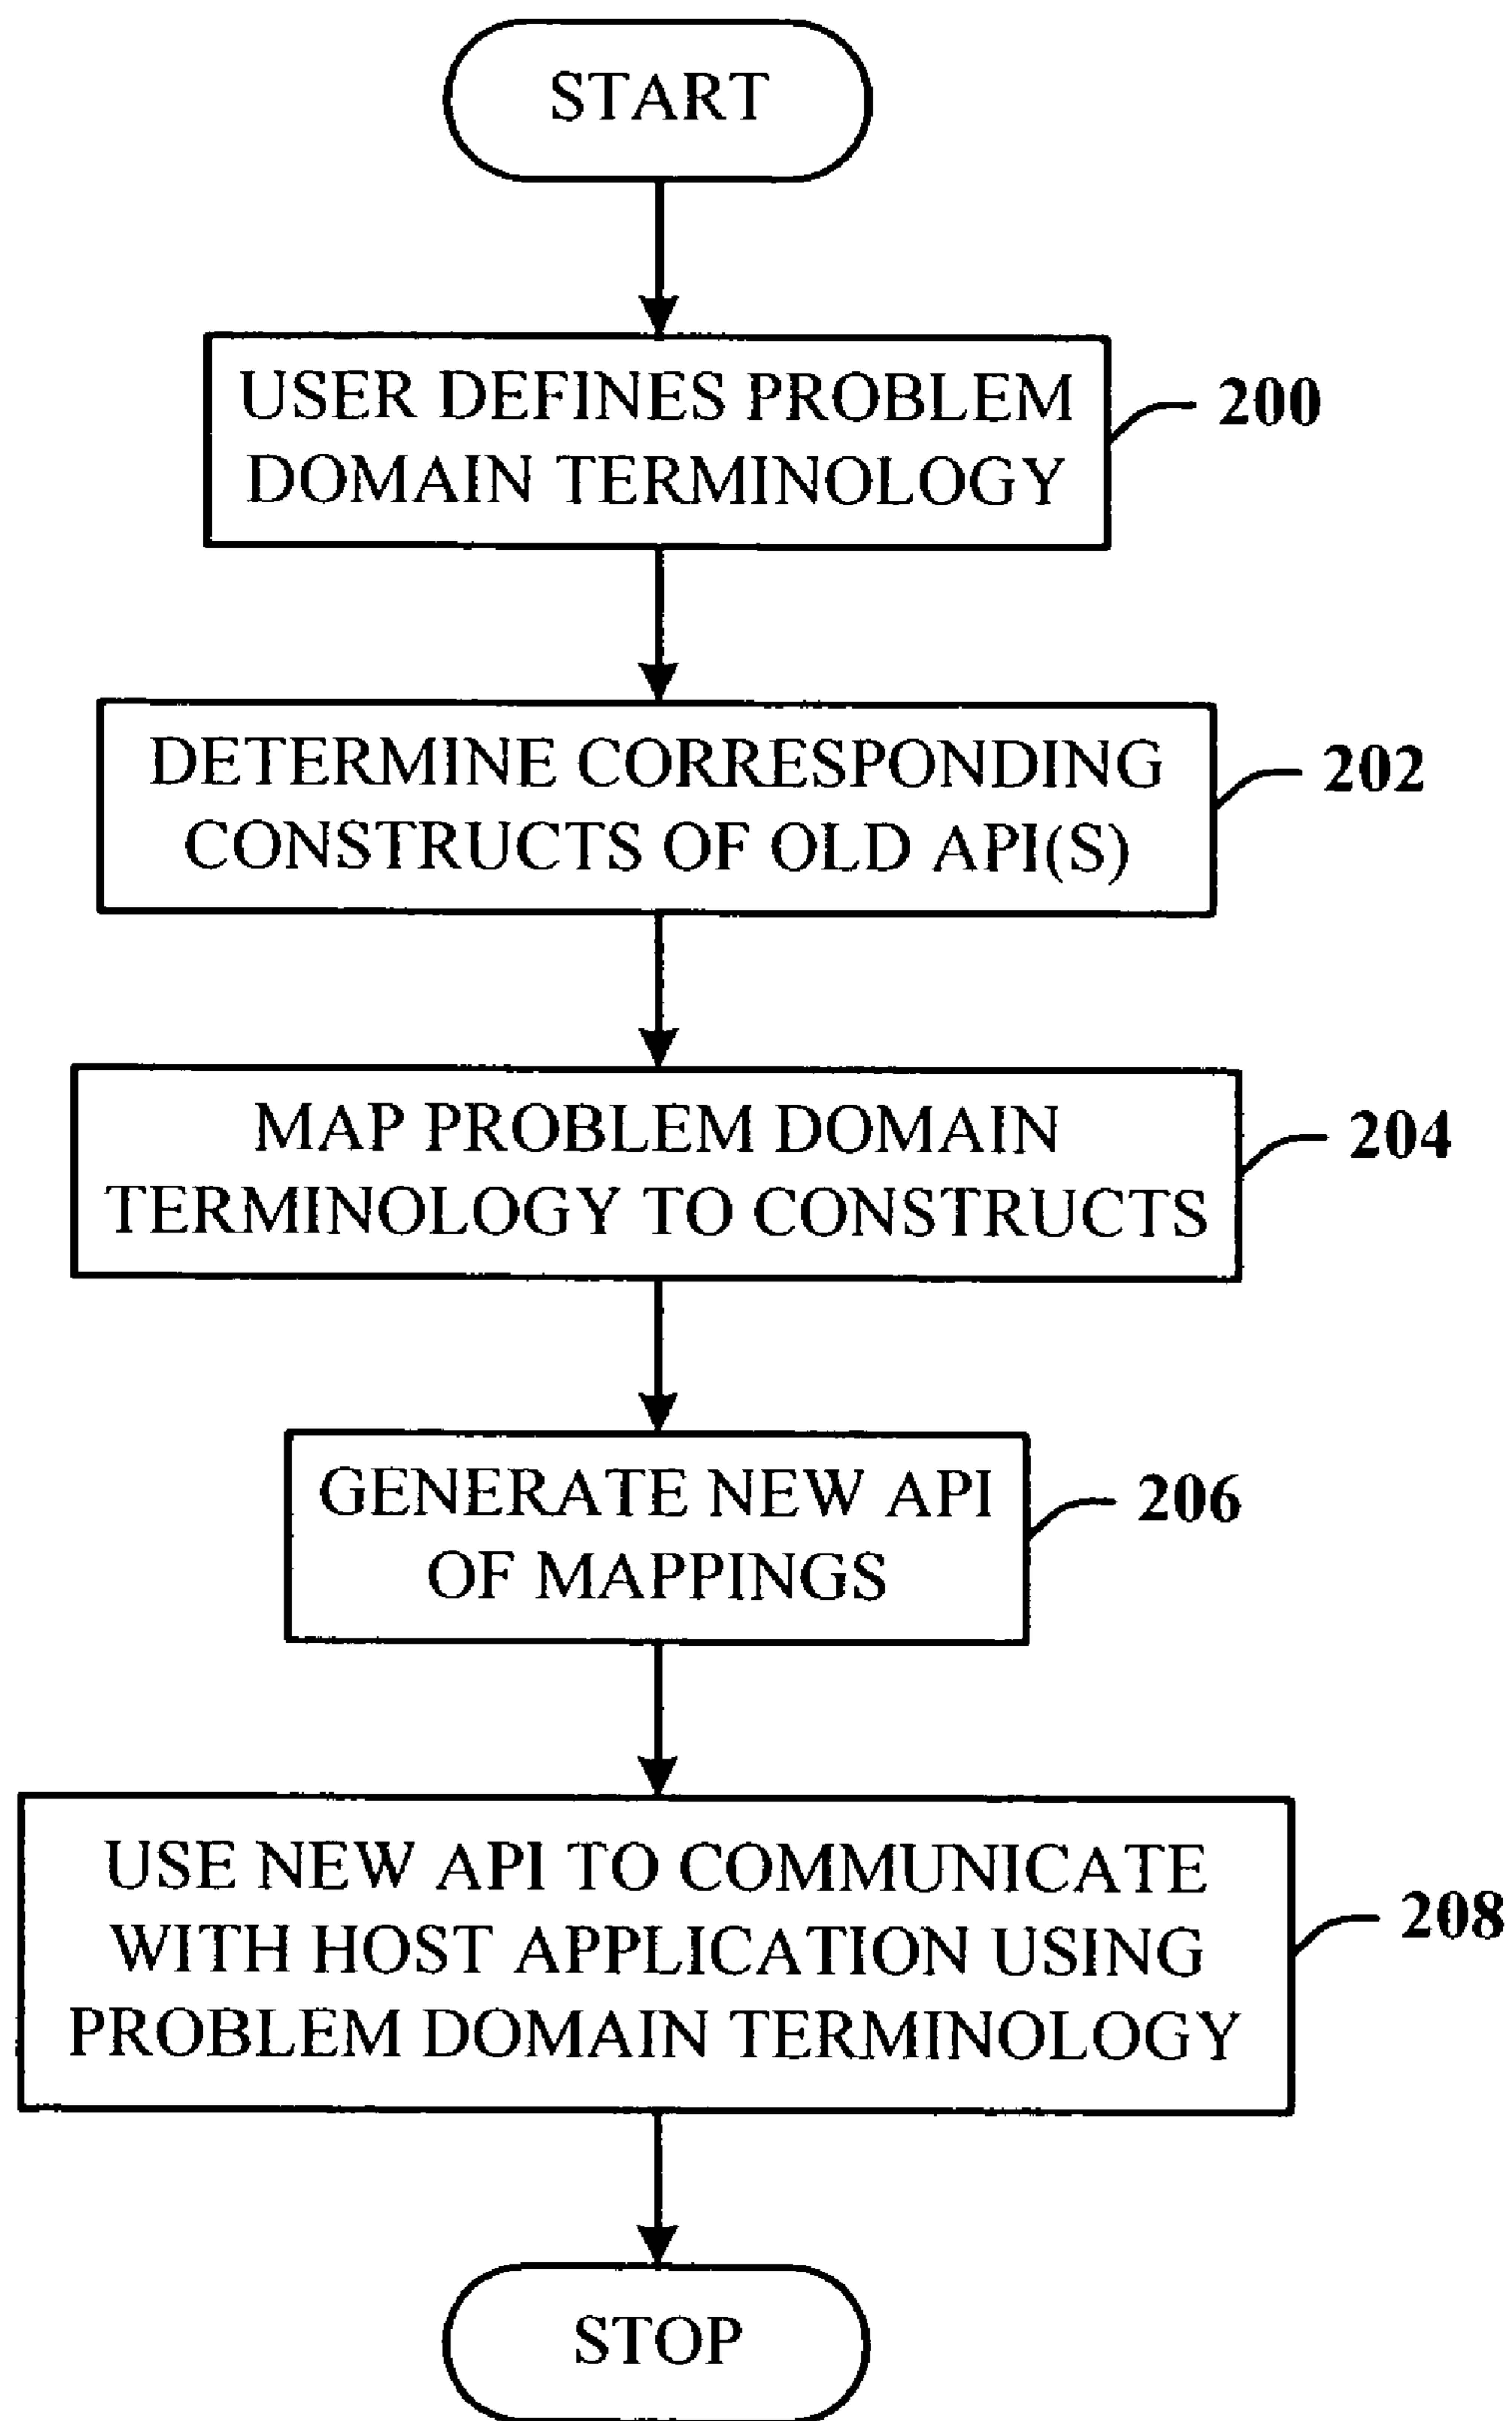 START
USER DEFINES PROBLEM
DOMAIN TERMINOLOGY
200
DETERMINE CORRESPONDING
CONSTRUCTS OF OLD API(S)
202
MAP PROBLEM DOMAIN
TERMINOLOGY TO CONSTRUCTS
204
GENERATE NEW API
OF MAPPINGS
206
USE NEW API TO COMMUNICATE
WITH HOST APPLICATION USING
PROBLEM DOMAIN TERMINOLOGY
208
STOP